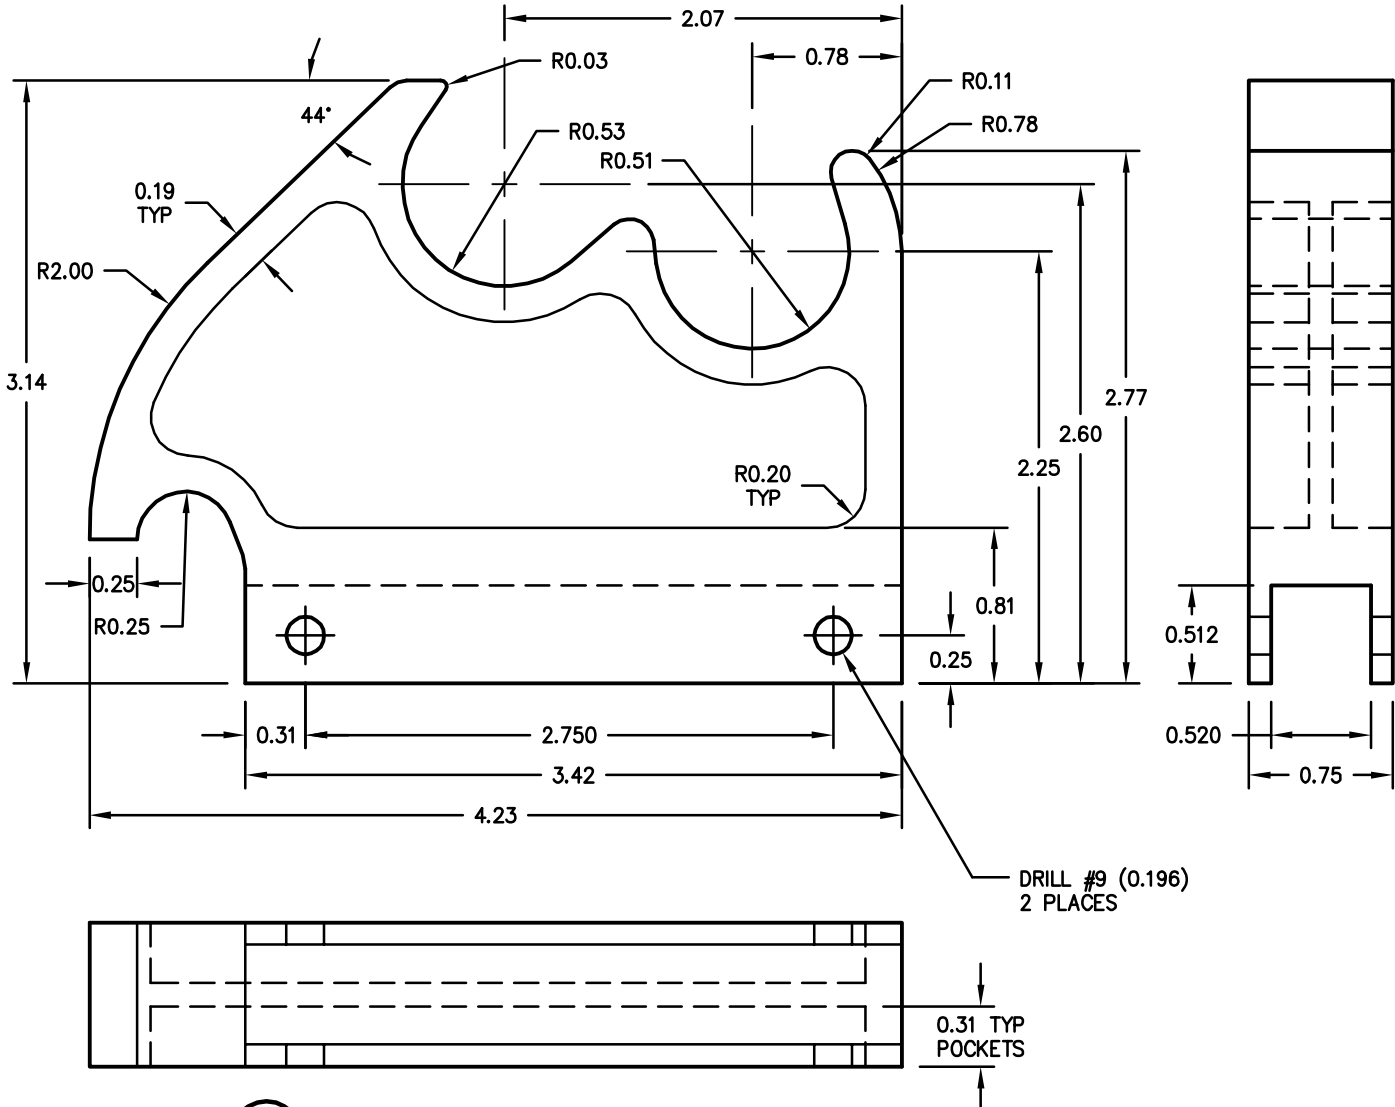 2.07
0.78
R0.03
R0.11
44°
R0.53
R0.78
R0.51
0.19
TYP
R2.00
3.14
2.77
2.60
2.25
R0.20
TYP
0.25
0.81
R0.25
0.512
0.25
0.31
2.750
0.520
3.42
0.75
4.23
DRILL #9 (0.196)
2 PLACES
0.31 TYP
POCKETS